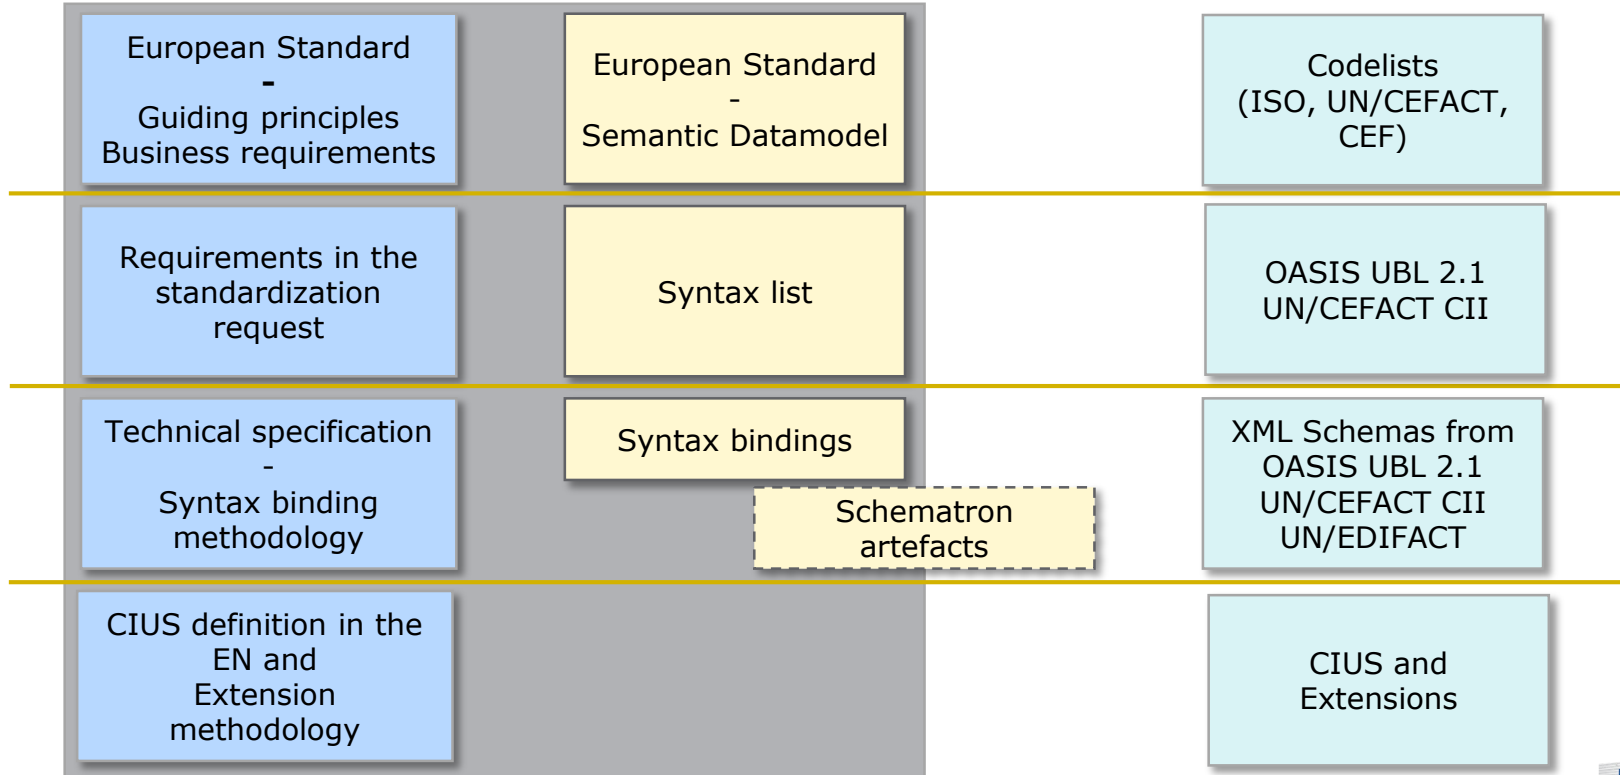 European Standard
-
Guiding principles
Business requirements
European Standard
-
Semantic Datamodel
Codelists
(ISO, UN/CEFACT,
CEF)
Requirements in the
standardization
request
Syntax list
OASIS UBL 2.1
UN/CEFACT CII
Technical specification
-
Syntax binding
methodology
Syntax bindings
Schematron
artefacts
XML Schemas from
OASIS UBL 2.1
UN/CEFACT CII
UN/EDIFACT
CIUS definition in the
EN and
Extension
methodology
CIUS and
Extensions